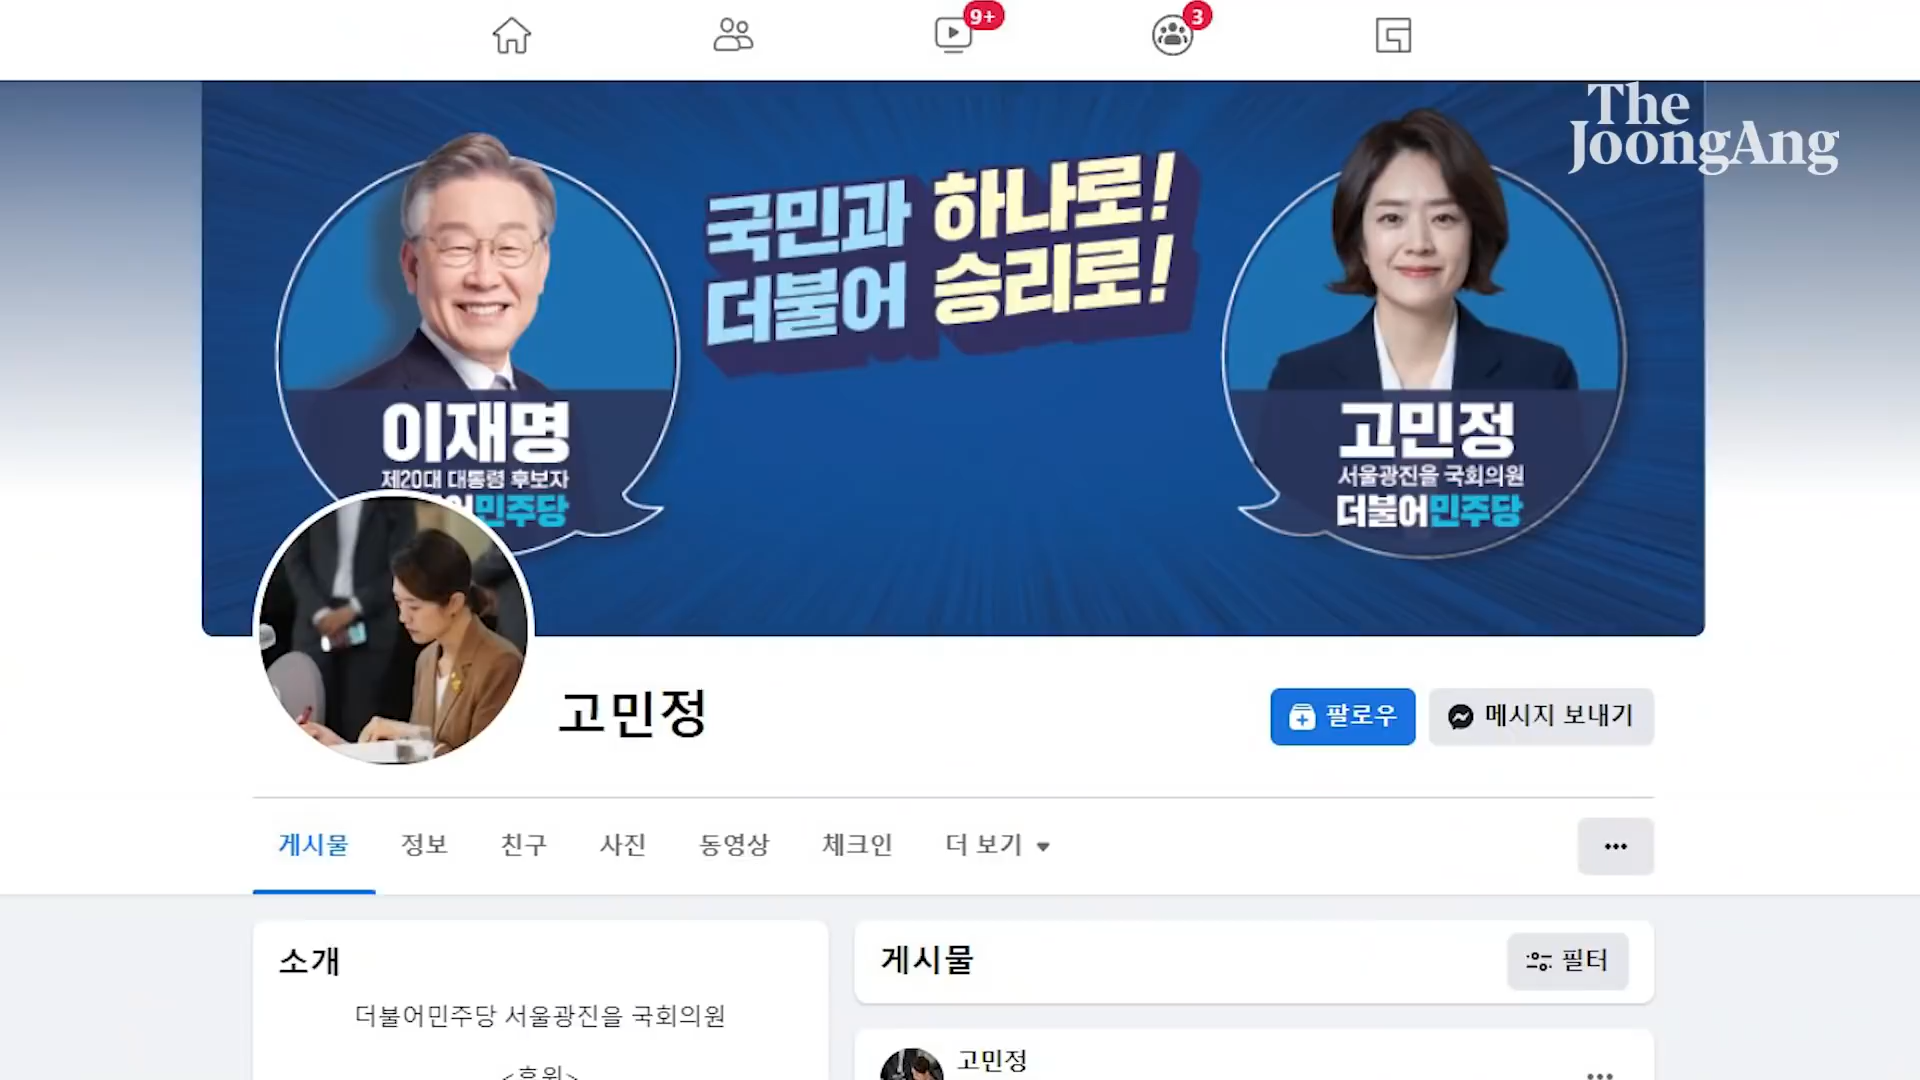 9+
3
The
JoongAng
국민과 하나로!
더불어 승리로!
이재명
제20대 대통령 후보자
민주당
고민정
서울광진을 국회의원
더불어민주당
고민정
팔로우
메시지 보내기
게시물 정보 친구 사진 동영상 체크인 더 보기
소개
더불어민주당 서울광진을 국회의원
<후원>
게시물
필터
고민정